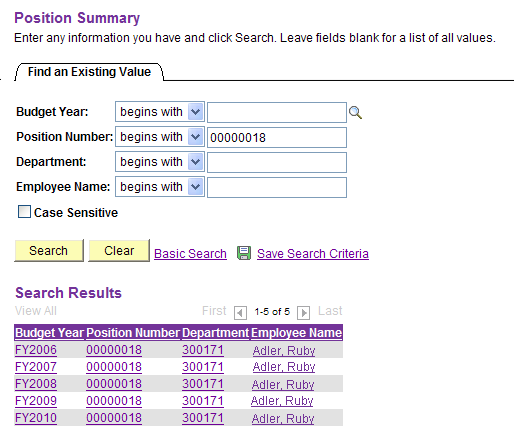 Position Summary
Enter any information you have and click Search. Leave fields blank for a list of all values.
Find an Existing Value
Budget Year: begins with
Position Number: begins with 00000018
Department: begins with
Employee Name: begins with
Case Sensitive
Search Clear Basic Search Save Search Criteria
Search Results
View All First 1-5 of 5 Last
Budget Year Position Number Department Employee Name
FY2006 00000018 300171 Adler, Ruby
FY2007 00000018 300171 Adler, Ruby
FY2008 00000018 300171 Adler, Ruby
FY2009 00000018 300171 Adler, Ruby
FY2010 00000018 300171 Adler, Ruby